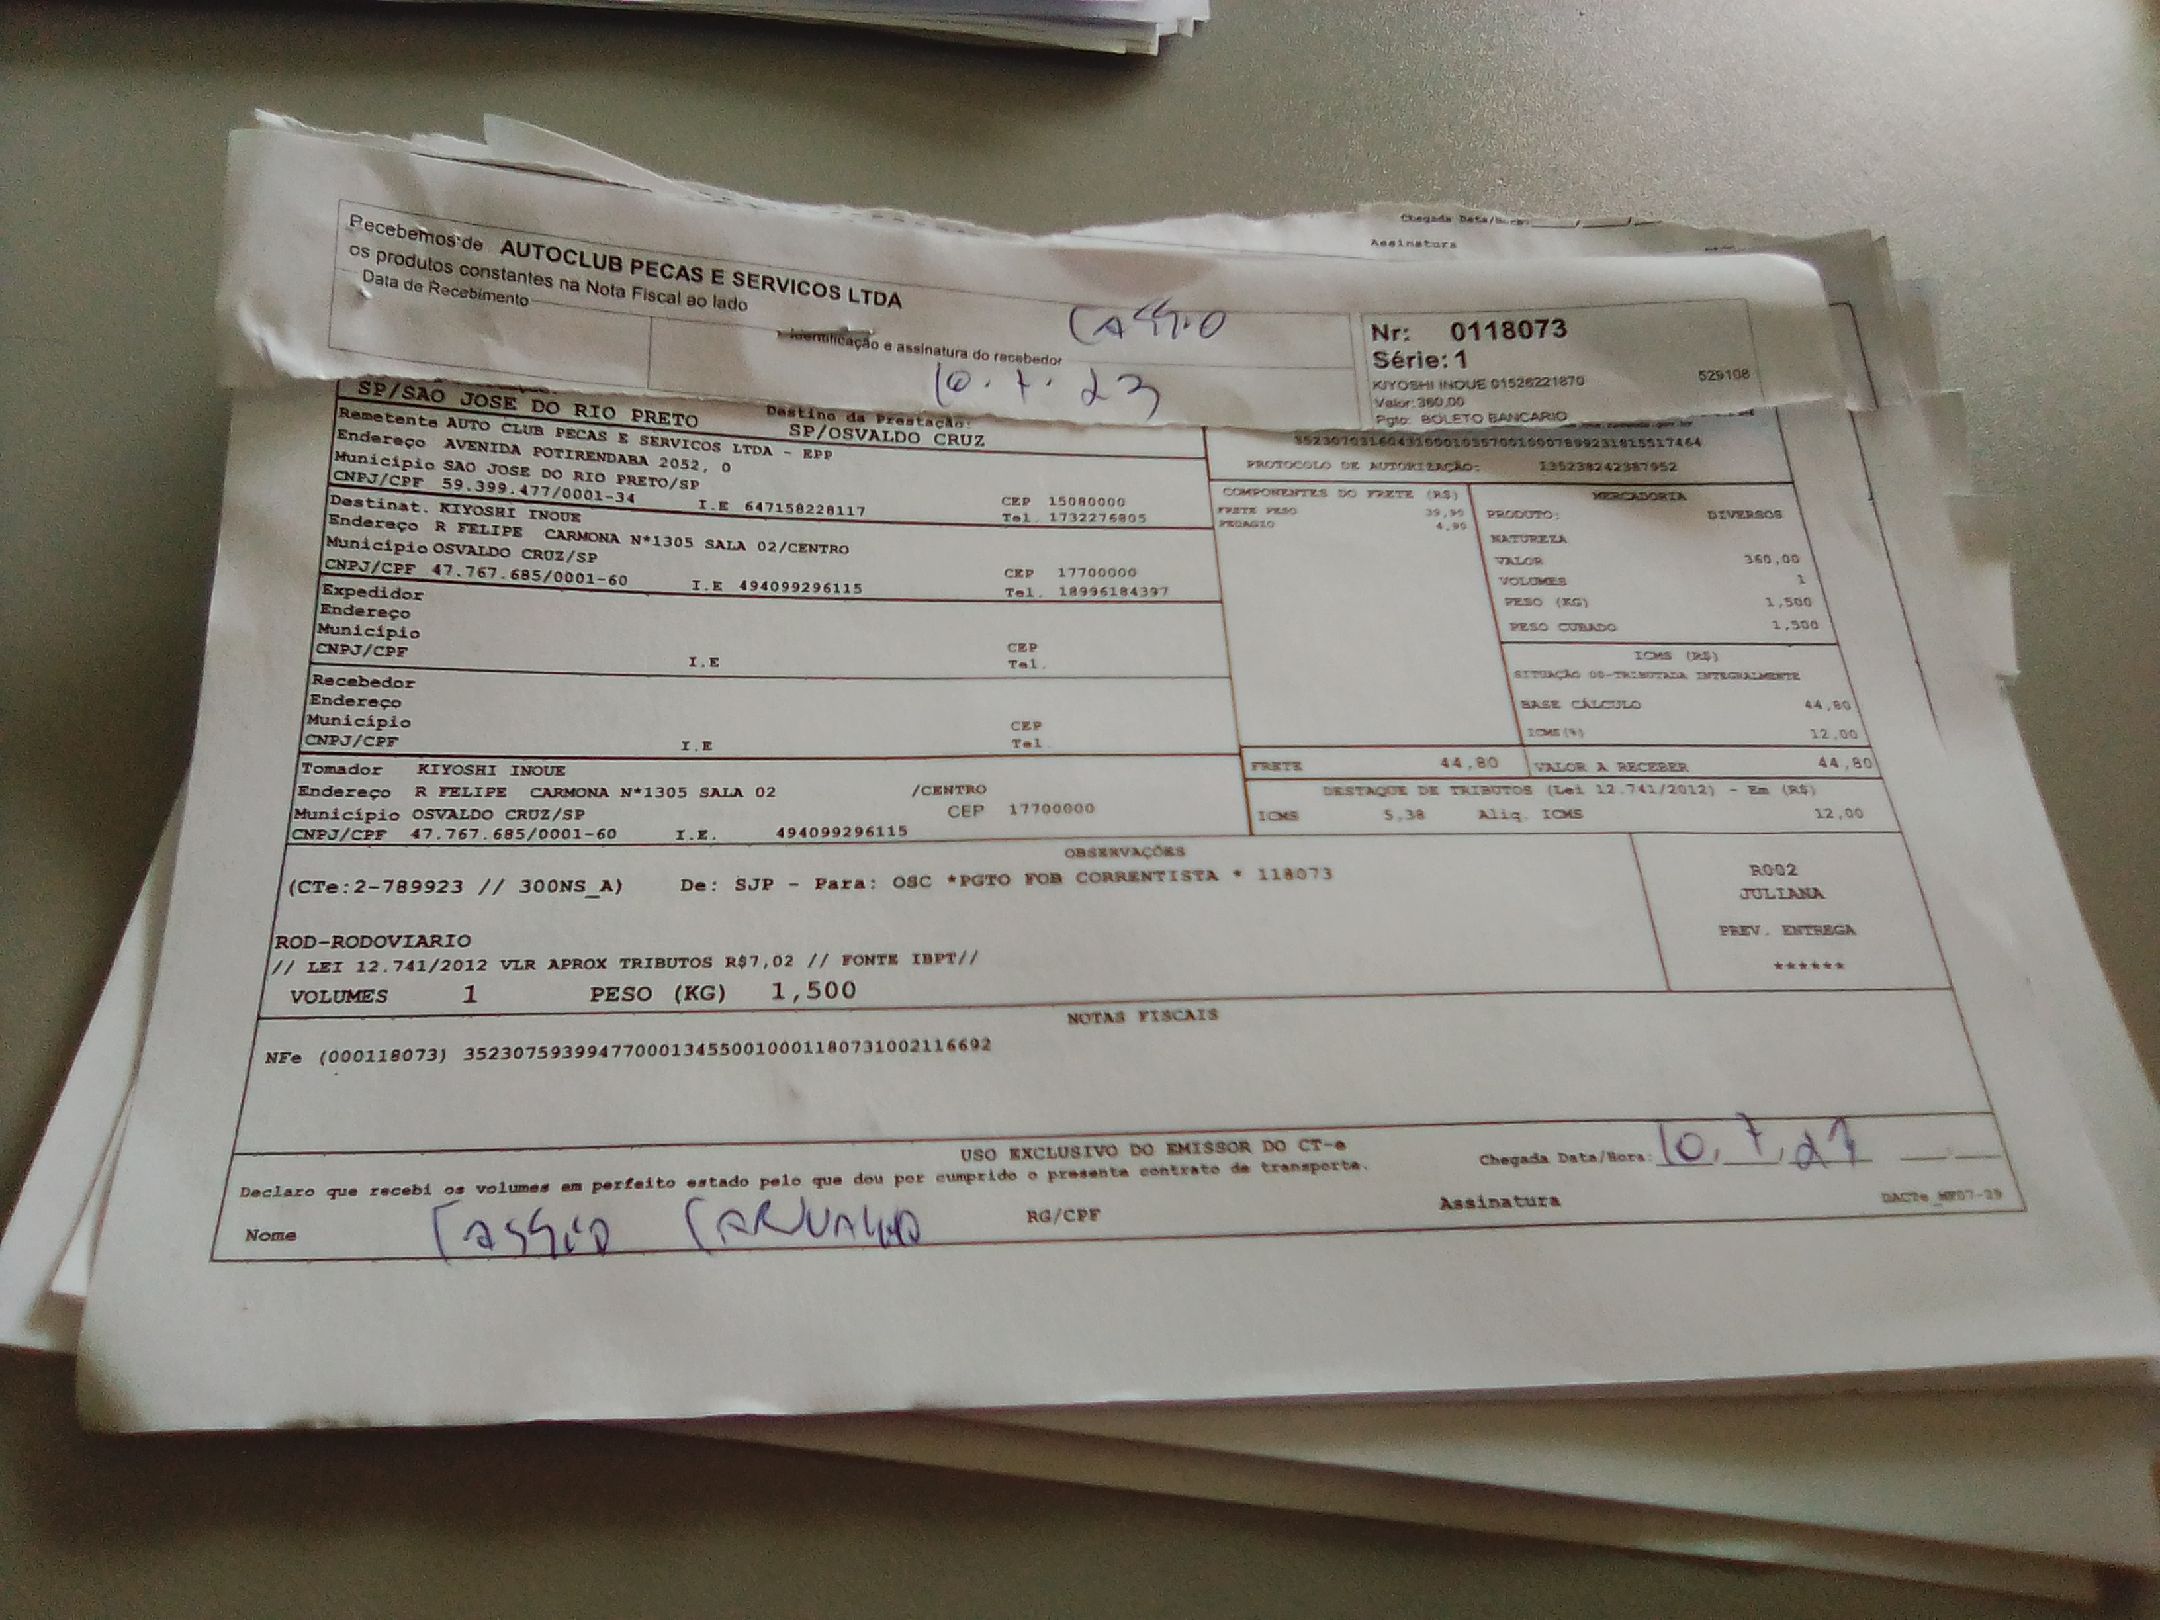 Chegada Data/Hora:
Assinatura
Recebemos de AUTOCLUB PECAS E SERVICOS LTDA
os produtos constantes na Nota Fiscal ao lado
Data de Recebimento
Identificação e assinatura do recebedor
CASSIO
10.7.23
Nr: 0118073
Série: 1
KIYOSHI INOUE 01526221870 529108
Valor: 360,00
Pgto: BOLETO BANCARIO
SP/SAO JOSE DO RIO PRETO
Destino da Prestação:
SP/OSVALDO CRUZ
Remetente AUTO CLUB PECAS E SERVICOS LTDA - EPP
Endereço AVENIDA POTIRENDABA 2052, 0
Município SAO JOSE DO RIO PRETO/SP CEP 15080000
CNPJ/CPF 59.399.477/0001-34 I.E 647158228117 Tel. 1732276805
Destinat. KIYOSHI INOUE
Endereço R FELIPE CARMONA N*1305 SALA 02/CENTRO
Município OSVALDO CRUZ/SP CEP 17700000
CNPJ/CPF 47.767.685/0001-60 I.E 494099296115 Tel. 18996184397
Expedidor
Endereço
Município CEP
CNPJ/CPF I.E Tel.
Recebedor
Endereço
Município CEP
CNPJ/CPF I.E Tel.
Tomador KIYOSHI INOUE
Endereço R FELIPE CARMONA N*1305 SALA 02 /CENTRO
Município OSVALDO CRUZ/SP CEP 17700000
CNPJ/CPF 47.767.685/0001-60 I.E. 494099296115
PROTOCOLO DE AUTORIZAÇÃO: 135238242387952
COMPONENTES DO FRETE (R$)
FRETE PESO 39,90
PEDAGIO 4,90
MERCADORIA
PRODUTO: DIVERSOS
NATUREZA
VALOR 360,00
VOLUMES 1
PESO (KG) 1,500
PESO CUBADO 1,500
ICMS (R$)
SITUAÇÃO 00-TRIBUTADA INTEGRALMENTE
BASE CÁLCULO 44,80
ICMS(%) 12,00
FRETE 44,80 VALOR A RECEBER 44,80
DESTAQUE DE TRIBUTOS (Lei 12.741/2012) - Em (R$)
ICMS 5,38 Aliq. ICMS 12,00
OBSERVAÇÕES
(CTe:2-789923 // 300NS_A) De: SJP - Para: OSC *PGTO FOB CORRENTISTA * 118073
ROD-RODOVIARIO
// LEI 12.741/2012 VLR APROX TRIBUTOS R$7,02 // FONTE IBPT//
VOLUMES 1 PESO (KG) 1,500
R002
JULIANA
PREV. ENTREGA
******
NOTAS FISCAIS
NFe (000118073) 35230759399477000134550010001180731002116692
USO EXCLUSIVO DO EMISSOR DO CT-e
Declaro que recebi os volumes em perfeito estado pelo que dou por cumprido o presente contrato de transporte.
Chegada Data/Hora: 10,7,23
Nome CASSIO CARVALHO RG/CPF Assinatura
DACTe_MF07-29